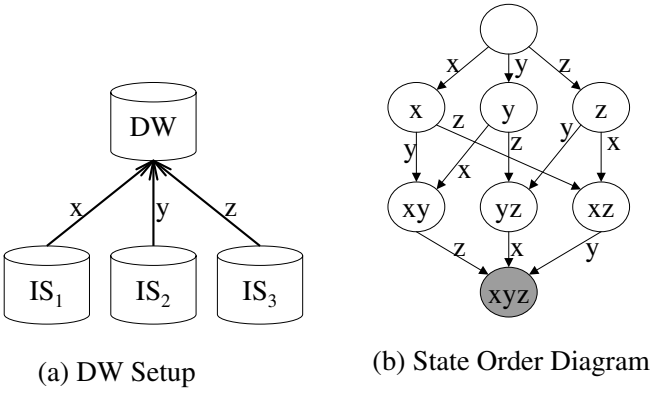 DW
x y z
IS1 IS2 IS3
(a) DW Setup
x y z
x y z
y z x z y x
xy yz xz
z x y
xyz
(b) State Order Diagram